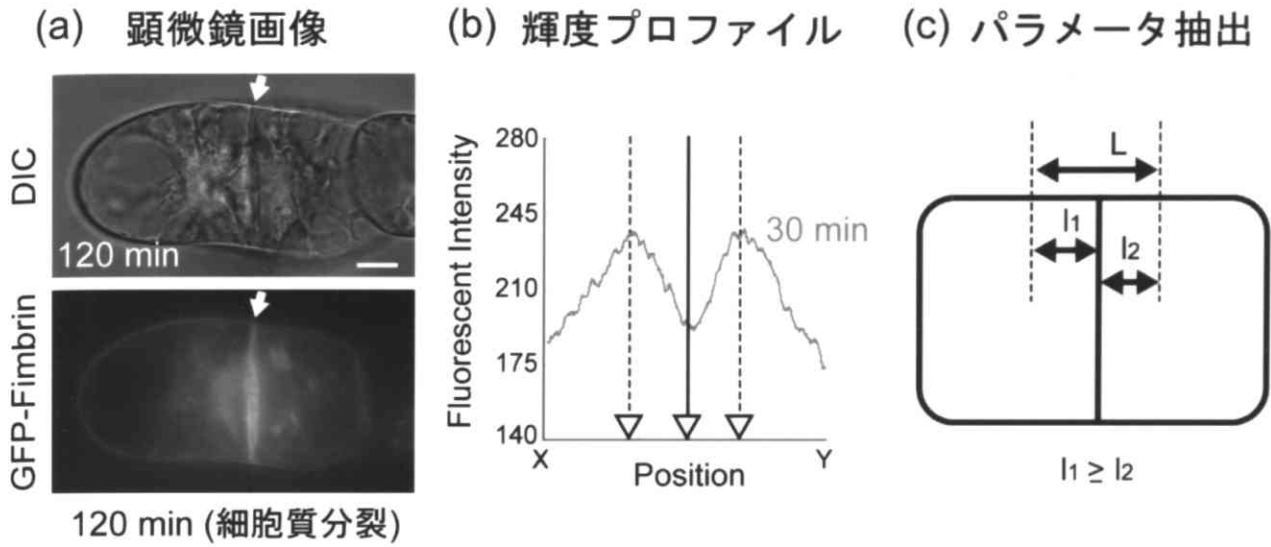 (a) 顕微鏡画像
DIC
120 min
GFP-Fimbrin
120 min (細胞質分裂)
(b) 輝度プロファイル
Fluorescent Intensity
280
245
210
175
140
30 min
X
Y
Position
(c) パラメータ抽出
L
l1
l2
l1 ≥ l2